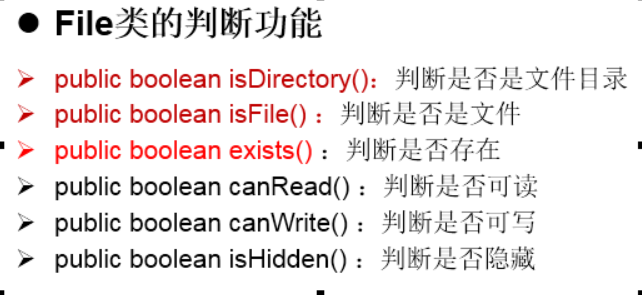 ● File类的判断功能
➢ public boolean isDirectory()：判断是否是文件目录
➢ public boolean isFile() ：判断是否是文件
➢ public boolean exists() ：判断是否存在
➢ public boolean canRead() ：判断是否可读
➢ public boolean canWrite() ：判断是否可写
➢ public boolean isHidden() ：判断是否隐藏